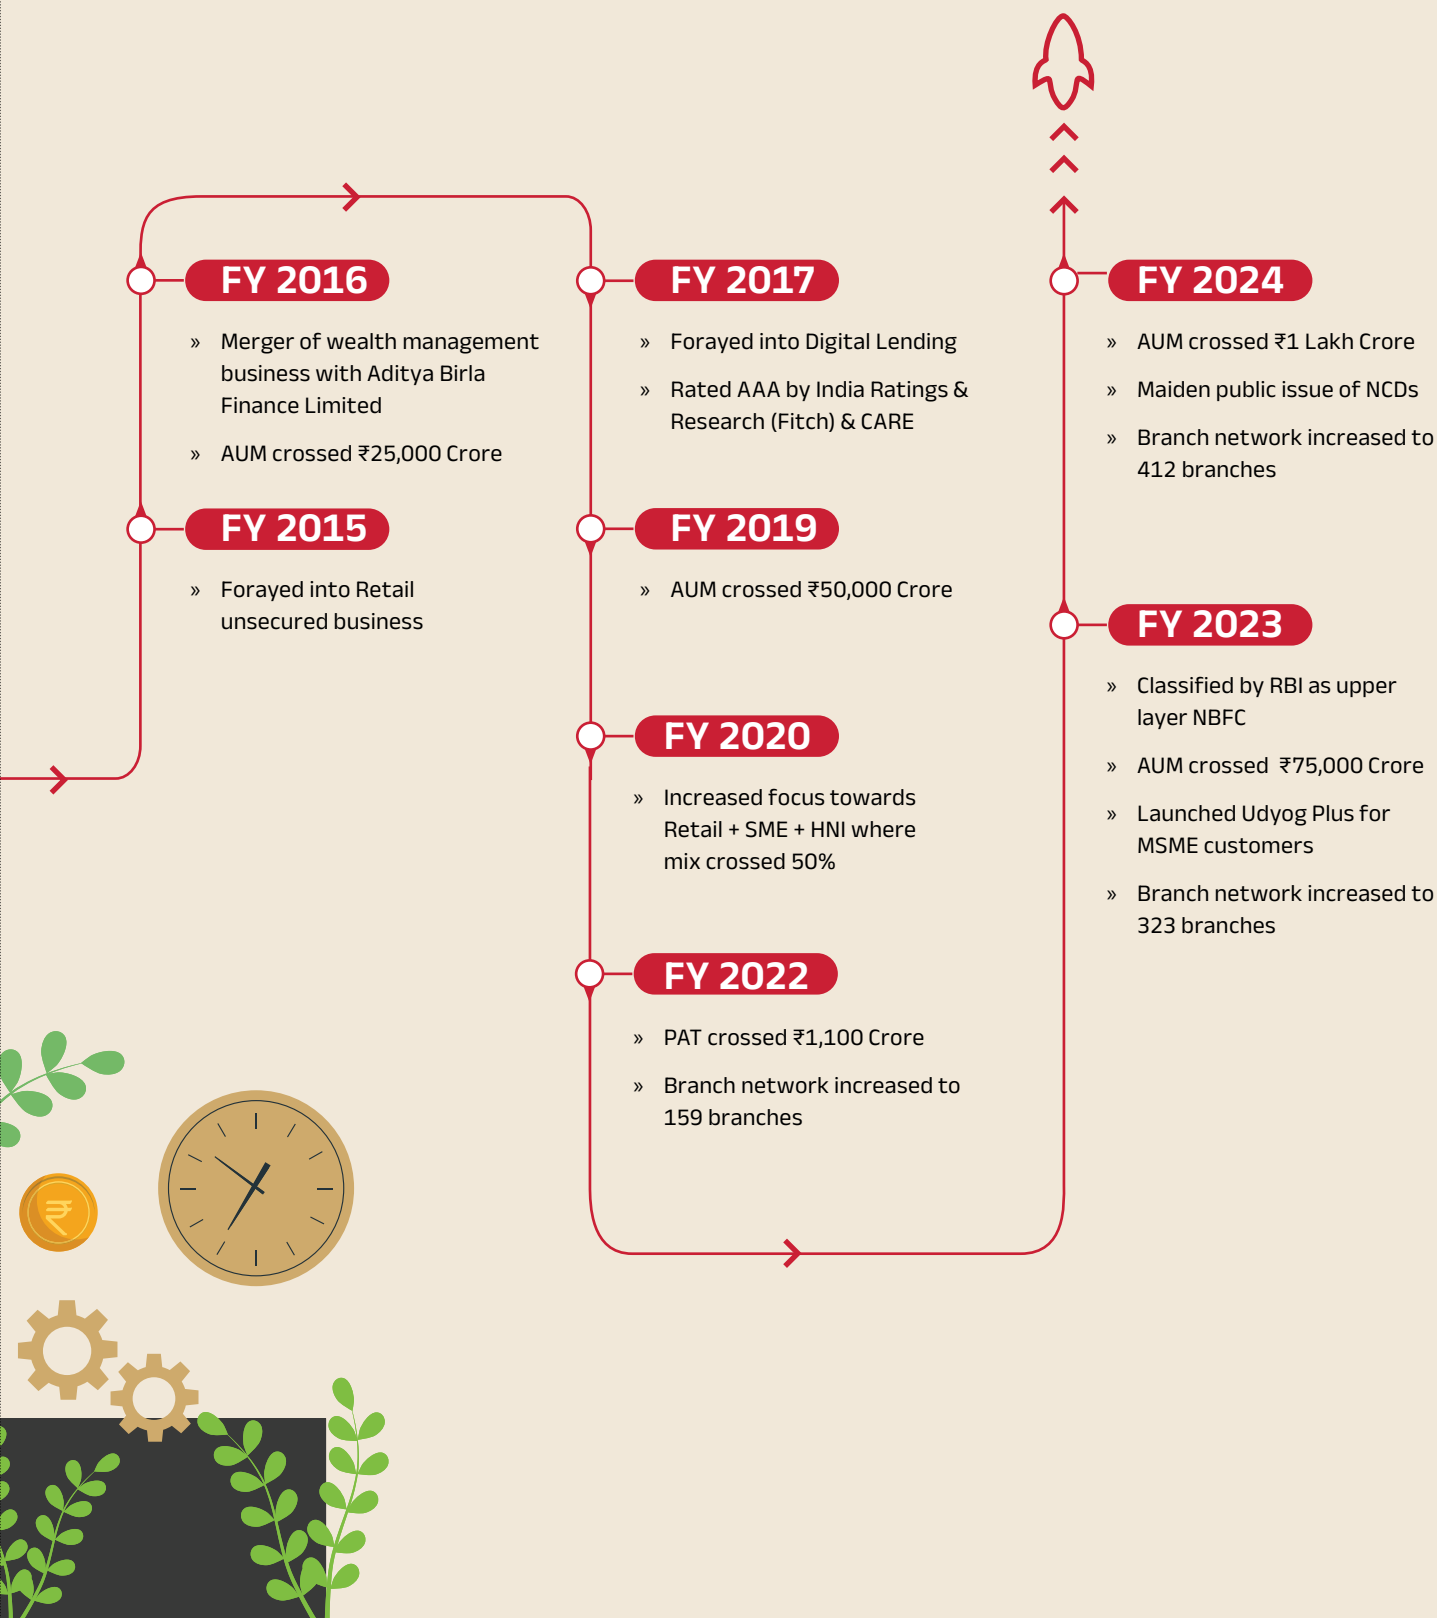 FY 2016
» Merger of wealth management
business with Aditya Birla
Finance Limited
» AUM crossed ₹25,000 Crore
FY 2015
» Forayed into Retail
unsecured business
FY 2017
» Forayed into Digital Lending
» Rated AAA by India Ratings &
Research (Fitch) & CARE
FY 2019
» AUM crossed ₹50,000 Crore
FY 2020
» Increased focus towards
Retail + SME + HNI where
mix crossed 50%
FY 2022
» PAT crossed ₹1,100 Crore
» Branch network increased to
159 branches
FY 2024
» AUM crossed ₹1 Lakh Crore
» Maiden public issue of NCDs
» Branch network increased to
412 branches
FY 2023
» Classified by RBI as upper
layer NBFC
» AUM crossed ₹75,000 Crore
» Launched Udyog Plus for
MSME customers
» Branch network increased to
323 branches
₹